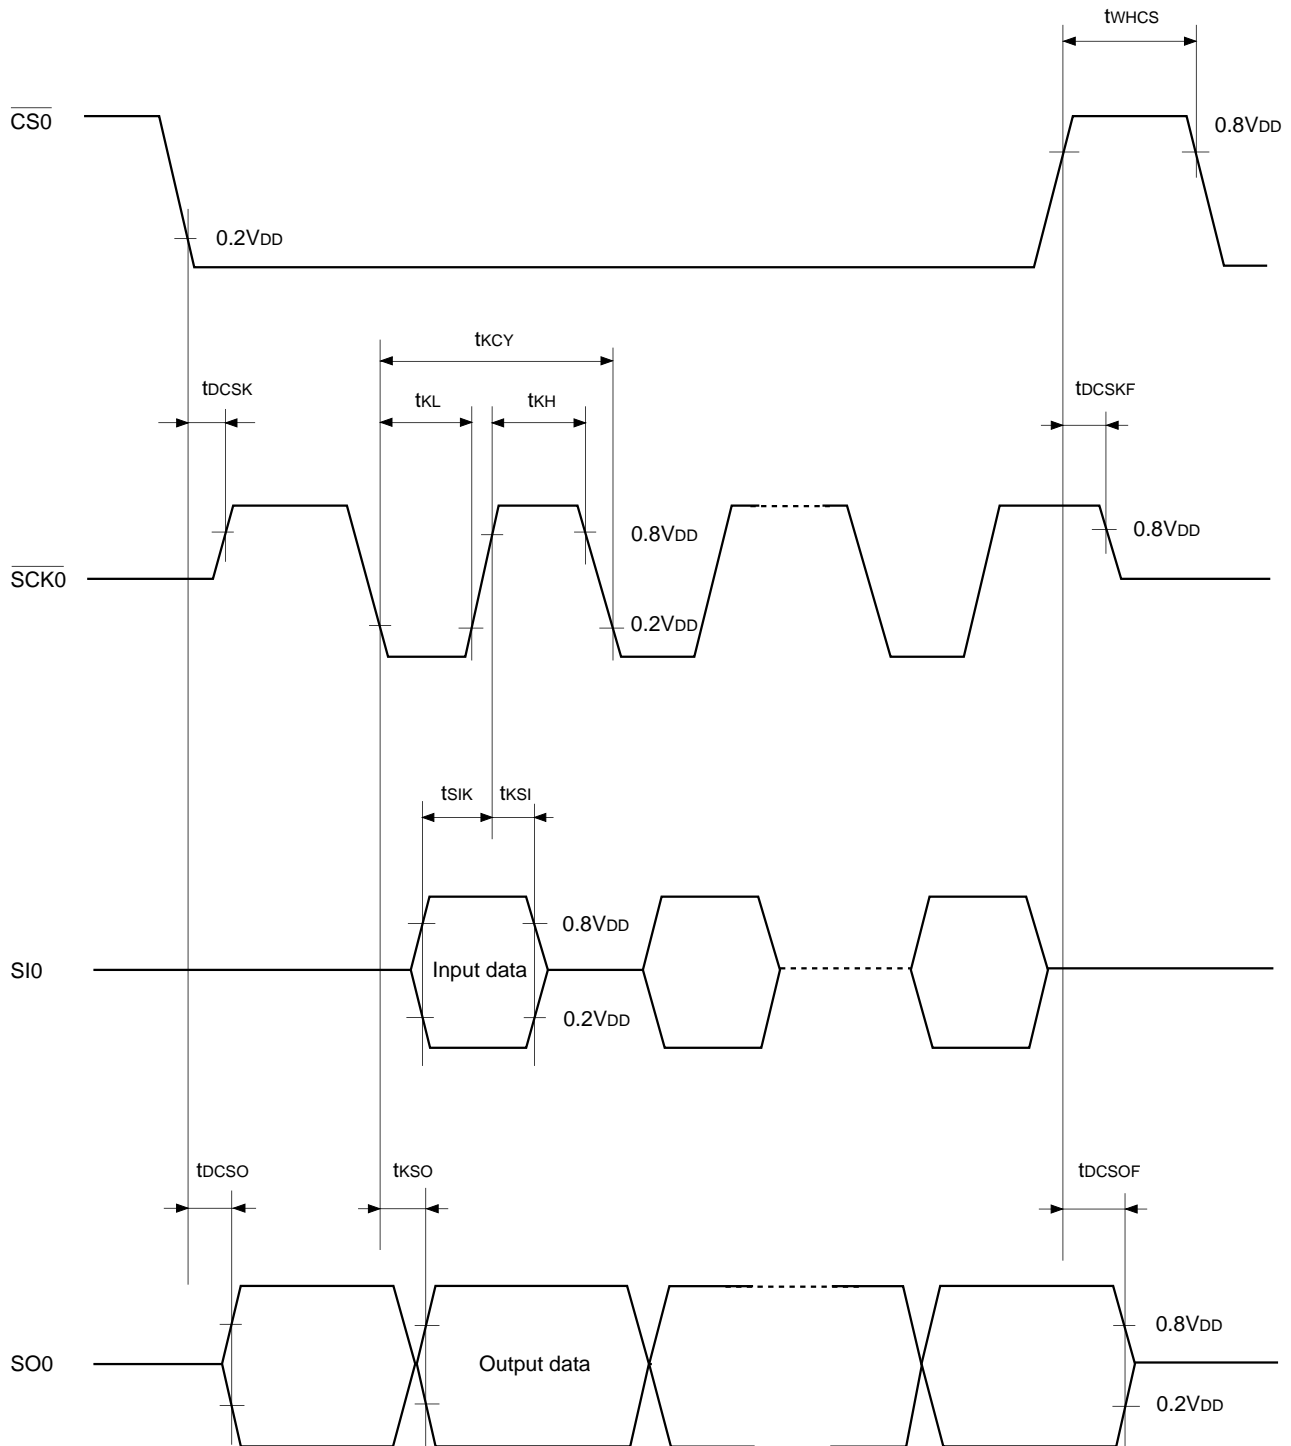 tWHCS
CS0
0.8VDD
0.2VDD
tKCY
tDCSK
tKL
tKH
tDCSKF
0.8VDD
0.8VDD
SCK0
0.2VDD
tSIK
tKSI
0.8VDD
SI0
Input data
0.2VDD
tDCSO
tKSO
tDCSOF
0.8VDD
SO0
Output data
0.2VDD